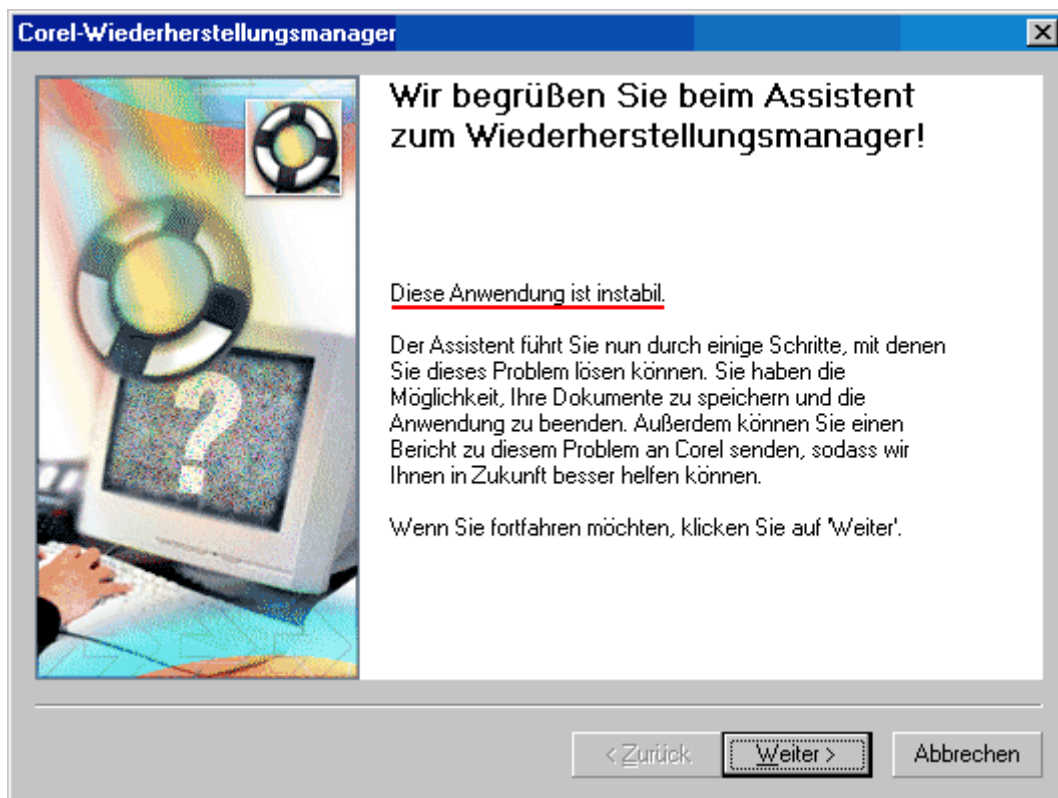 Corel-Wiederherstellungsmanager
Wir begrüßen Sie beim Assistent
zum Wiederherstellungsmanager!
Diese Anwendung ist instabil.
Der Assistent führt Sie nun durch einige Schritte, mit denen
Sie dieses Problem lösen können. Sie haben die
Möglichkeit, Ihre Dokumente zu speichern und die
Anwendung zu beenden. Außerdem können Sie einen
Bericht zu diesem Problem an Corel senden, sodass wir
Ihnen in Zukunft besser helfen können.
Wenn Sie fortfahren möchten, klicken Sie auf 'Weiter'.
?
< Zurück Weiter > Abbrechen